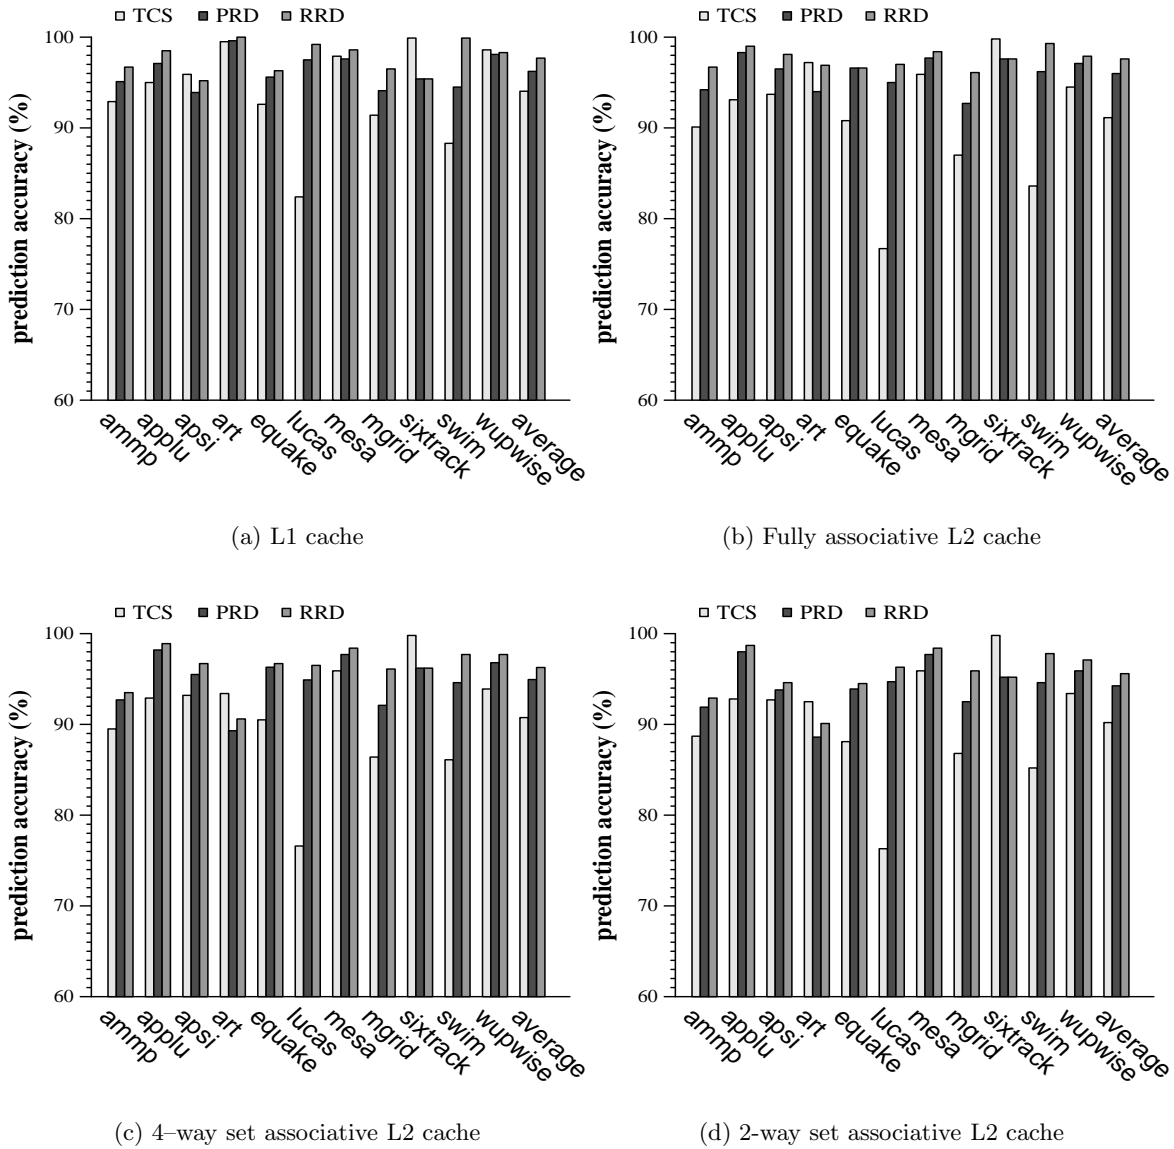 TCS PRD RRD
100
90
80
70
60
prediction accuracy (%)
ammp applu apsi art equake lucas mesa mgrid sixtrack swim wupwise average
(a) L1 cache
TCS PRD RRD
100
90
80
70
60
prediction accuracy (%)
ammp applu apsi art equake lucas mesa mgrid sixtrack swim wupwise average
(b) Fully associative L2 cache
TCS PRD RRD
100
90
80
70
60
prediction accuracy (%)
ammp applu apsi art equake lucas mesa mgrid sixtrack swim wupwise average
(c) 4–way set associative L2 cache
TCS PRD RRD
100
90
80
70
60
prediction accuracy (%)
ammp applu apsi art equake lucas mesa mgrid sixtrack swim wupwise average
(d) 2-way set associative L2 cache